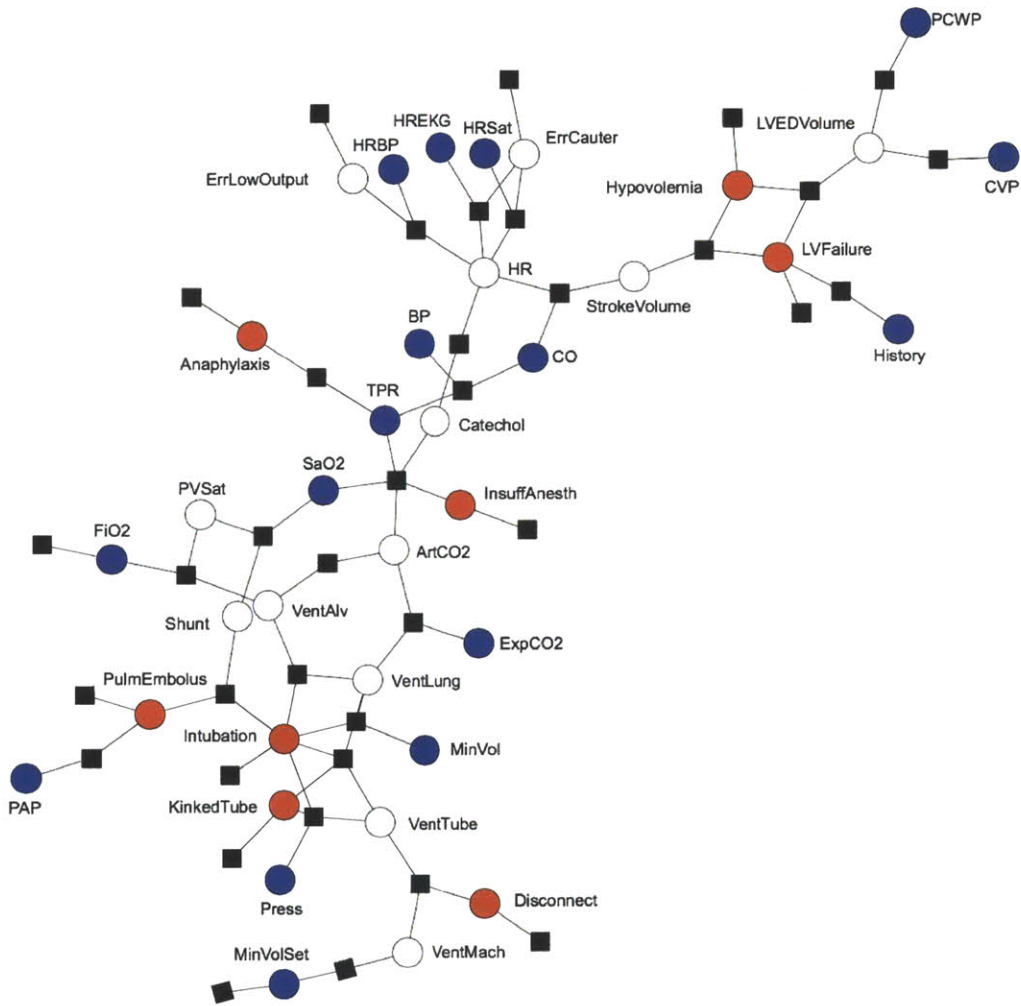 PCWP
HREKG
HRSat
LVEDVolume
HRBP
ErrCauter
ErrLowOutput
Hypovolemia
CVP
HR
LVFailure
StrokeVolume
BP
Anaphylaxis
CO
History
TPR
Catechol
SaO2
PVSat
InsuffAnesth
FiO2
ArtCO2
Shunt
VentAlv
ExpCO2
PulmEmbolus
VentLung
Intubation
MinVol
PAP
KinkedTube
VentTube
Press
Disconnect
MinVolSet
VentMach